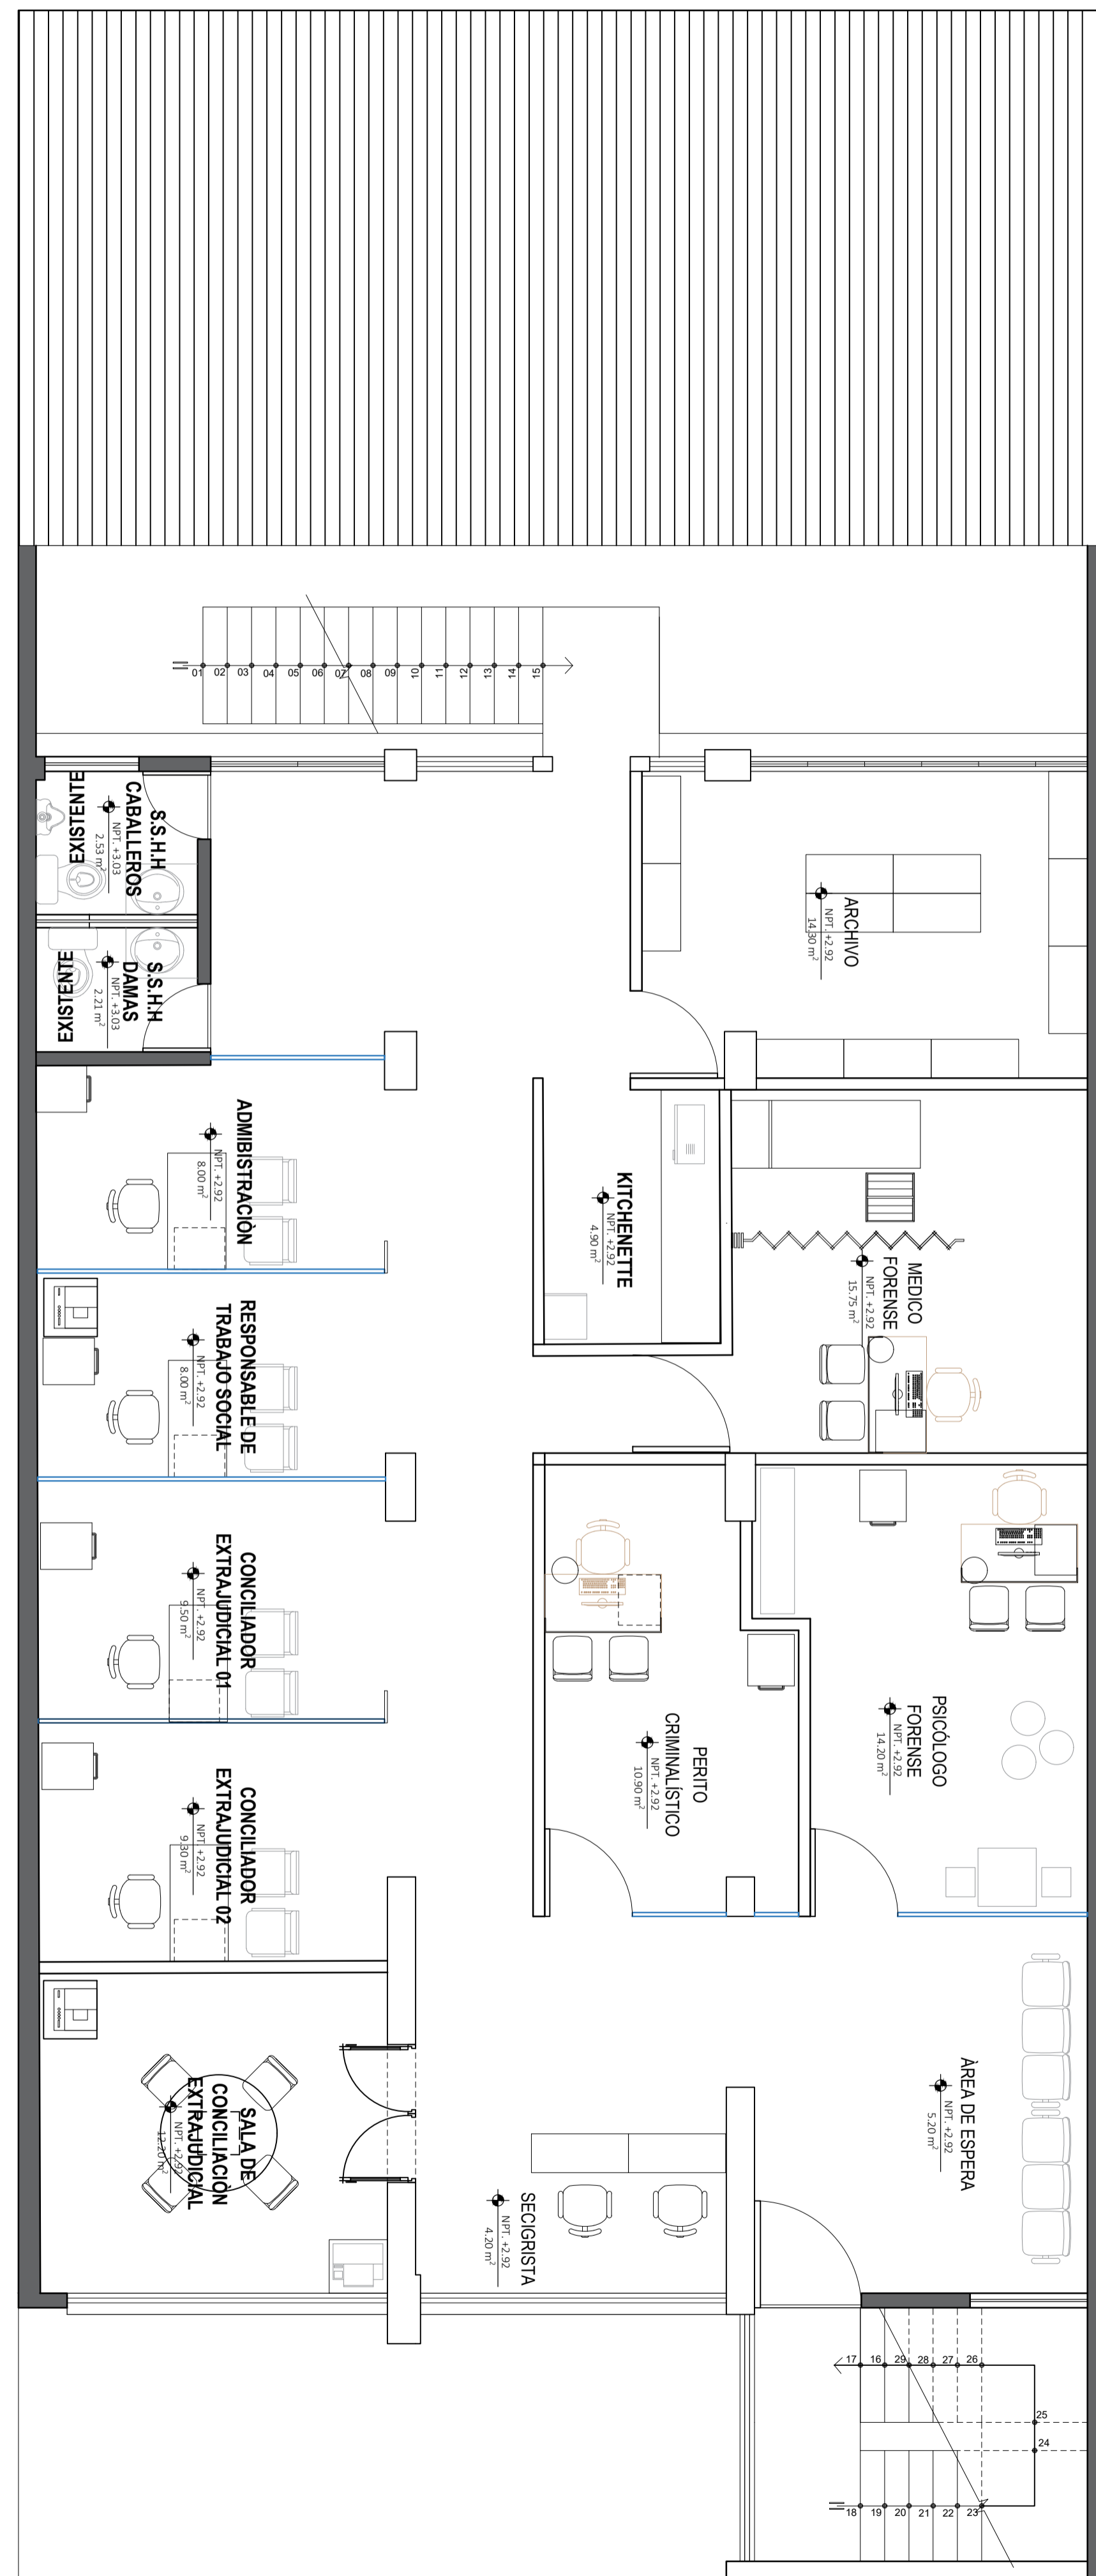 01
02
03
04
05
06
07
08
09
10
11
12
13
14
15
S.S.H.H
CABALLEROS
NPT. +3.03
2.53 m²
EXISTENTE
S.S.H.H
DAMAS
NPT. +3.03
2.21 m²
EXISTENTE
ARCHIVO
NPT. +2.92
14.30 m²
ADMIBISTRACIÒN
NPT. +2.92
8.00 m²
KITCHENETTE
NPT. +2.92
4.90 m²
MEDICO
FORENSE
NPT. +2.92
15.75 m²
RESPONSABLE DE
TRABAJO SOCIAL
NPT. +2.92
8.00 m²
CONCILIADOR
EXTRAJUDICIAL 01
NPT. +2.92
9.50 m²
PERITO
CRIMINALÍSTICO
NPT. +2.92
10.90 m²
PSICÓLOGO
FORENSE
NPT. +2.92
14.20 m²
CONCILIADOR
EXTRAJUDICIAL 02
NPT. +2.92
9.30 m²
SALA DE
CONCILIACIÒN
EXTRAJUDICIAL
NPT. +2.92
12.20 m²
SECIGRISTA
NPT. +2.92
4.20 m²
ÀREA DE ESPERA
NPT. +2.92
5.20 m²
17
16
29
28
27
26
25
24
18
19
20
21
22
23